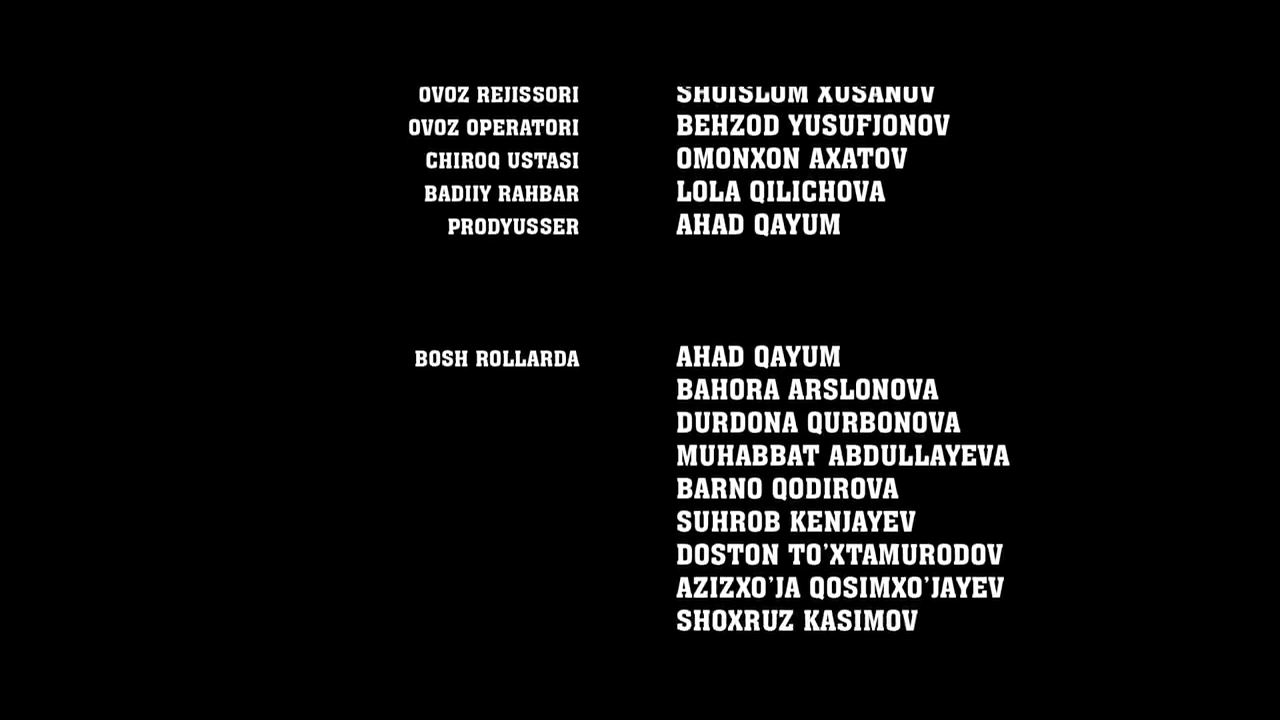 OVOZ REJISSORI SHOISLOM XUSANOV
OVOZ OPERATORI BEHZOD YUSUFJONOV
CHIROQ USTASI OMONXON AXATOV
BADIIY RAHBAR LOLA QILICHOVA
PRODYUSSER AHAD QAYUM
BOSH ROLLARDA AHAD QAYUM
BAHORA ARSLONOVA
DURDONA QURBONOVA
MUHABBAT ABDULLAYEVA
BARNO QODIROVA
SUHROB KENJAYEV
DOSTON TO’XTAMURODOV
AZIZXO’JA QOSIMXO’JAYEV
SHOXRUZ KASIMOV